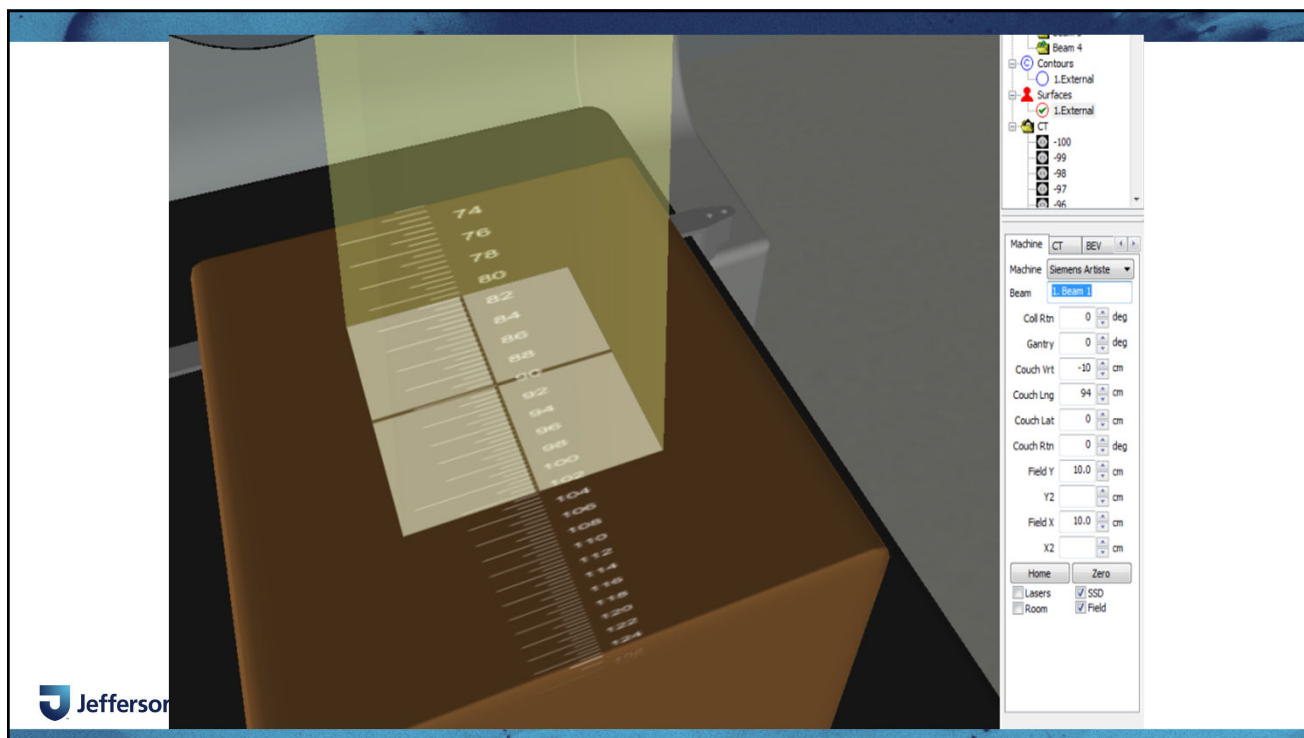 Beam 4
Contours
1.External
Surfaces
1.External
CT
-100
-99
-98
-97
-96
74
76
78
80
82
84
86
88
90
92
94
96
98
100
102
104
106
108
110
112
114
116
118
120
122
124
Machine CT BEV
Machine Siemens Artiste
Beam 1. Beam 1
Coll Rtn 0 deg
Gantry 0 deg
Couch Vrt -10 cm
Couch Lng 94 cm
Couch Lat 0 cm
Couch Rtn 0 deg
Field Y 10.0 cm
Y2 cm
Field X 10.0 cm
X2 cm
Home Zero
Lasers SSD
Room Field
Jefferson